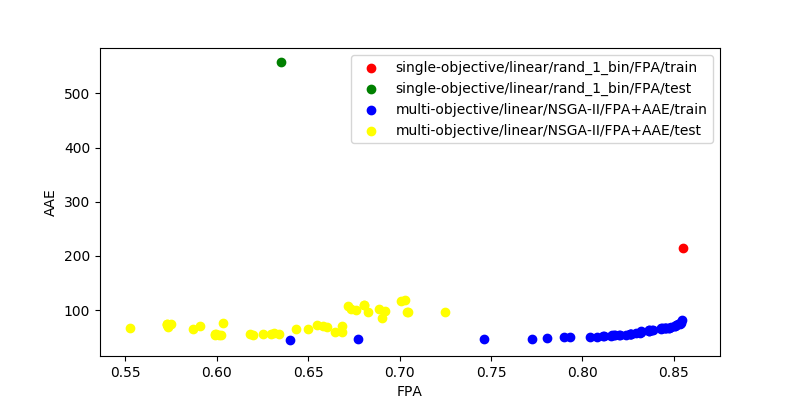 single-objective/linear/rand_1_bin/FPA/train
single-objective/linear/rand_1_bin/FPA/test
multi-objective/linear/NSGA-II/FPA+AAE/train
multi-objective/linear/NSGA-II/FPA+AAE/test
AAE
500
400
300
200
100
0.55 0.60 0.65 0.70 0.75 0.80 0.85
FPA